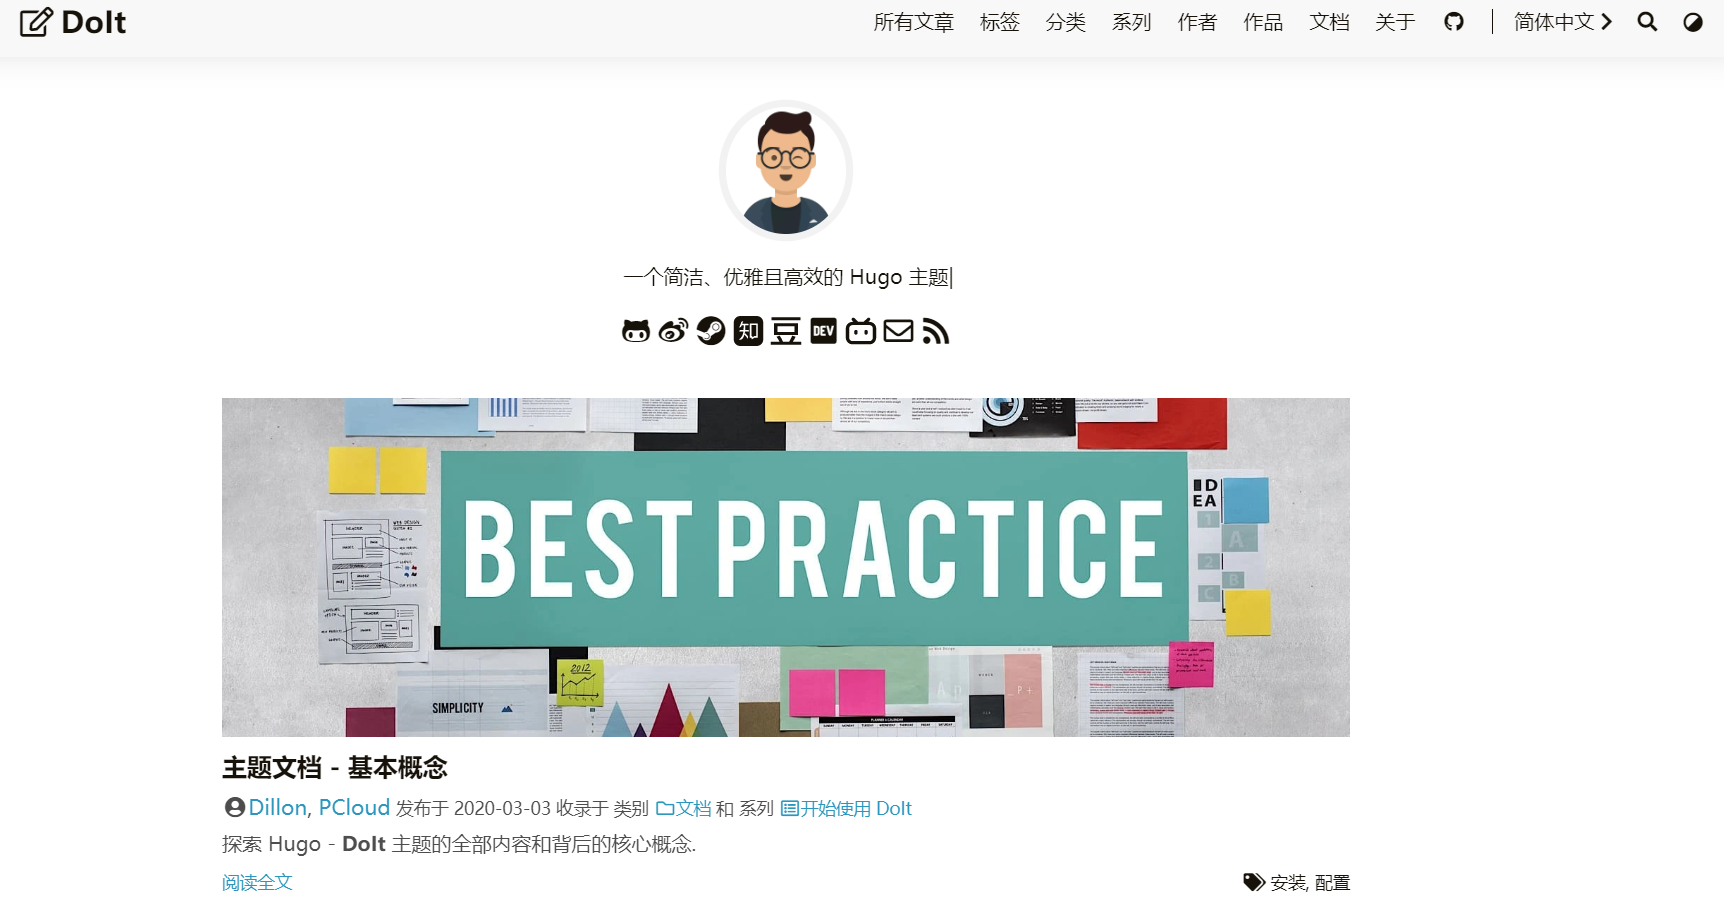 DoIt
所有文章 标签 分类 系列 作者 作品 文档 关于 简体中文
一个简洁、优雅且高效的 Hugo 主题|
知 豆 DEV
IDEA
1
A
2
B
C
BEST PRACTICE
HEADER
HEADER
2012
SIMPLICITY
主题文档 - 基本概念
Dillon, PCloud 发布于 2020-03-03 收录于 类别 文档 和 系列 开始使用 DoIt
探索 Hugo - DoIt 主题的全部内容和背后的核心概念.
阅读全文
安装, 配置